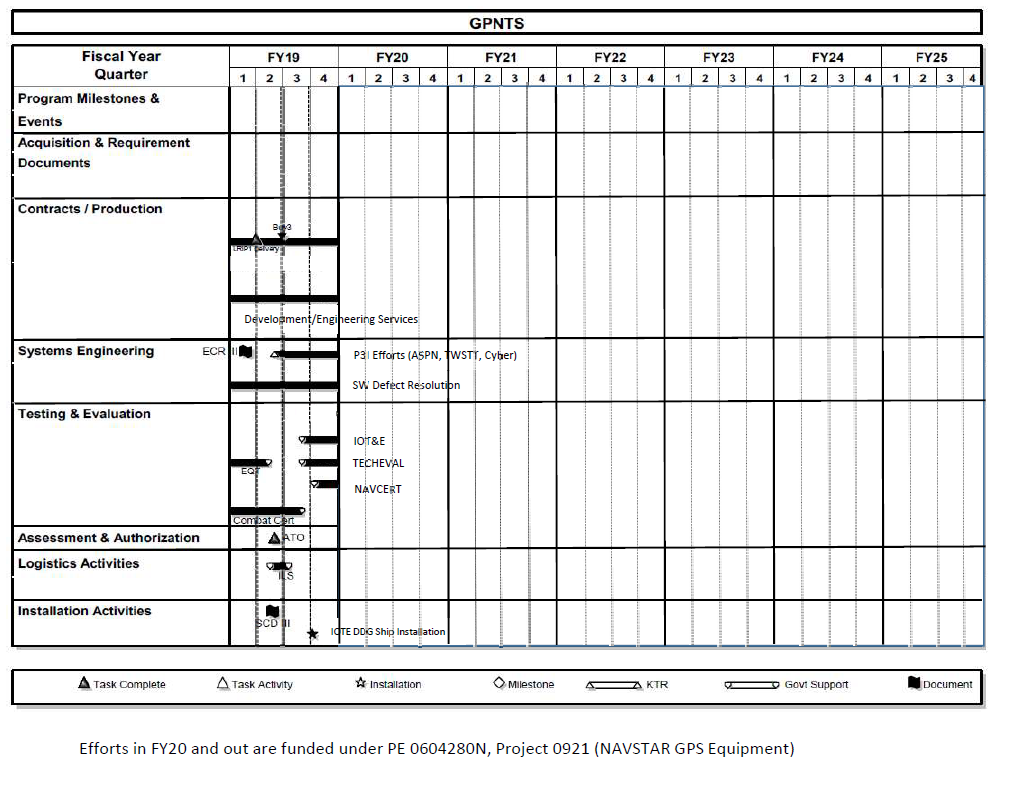 GPNTS
Fiscal Year FY19 FY20 FY21 FY22 FY23 FY24 FY25
Quarter 1 2 3 4 1 2 3 4 1 2 3 4 1 2 3 4 1 2 3 4 1 2 3 4 1 2 3 4
Program Milestones &
Events
Acquisition & Requirement
Documents
Contracts / Production
Buy3
LRIP1 Delivery
Development/Engineering Services
Systems Engineering
ECR III
P3I Efforts (ASPN, TWSTT, Cyber)
SW Defect Resolution
Testing & Evaluation
IOT&E
TECHEVAL
EQT
NAVCERT
Combat Cert
Assessment & Authorization
ATO
Logistics Activities
ILS
Installation Activities
SCD III
IOTE DDG Ship Installation
Task Complete Task Activity Installation Milestone KTR Govt Support Document
Efforts in FY20 and out are funded under PE 0604280N, Project 0921 (NAVSTAR GPS Equipment)